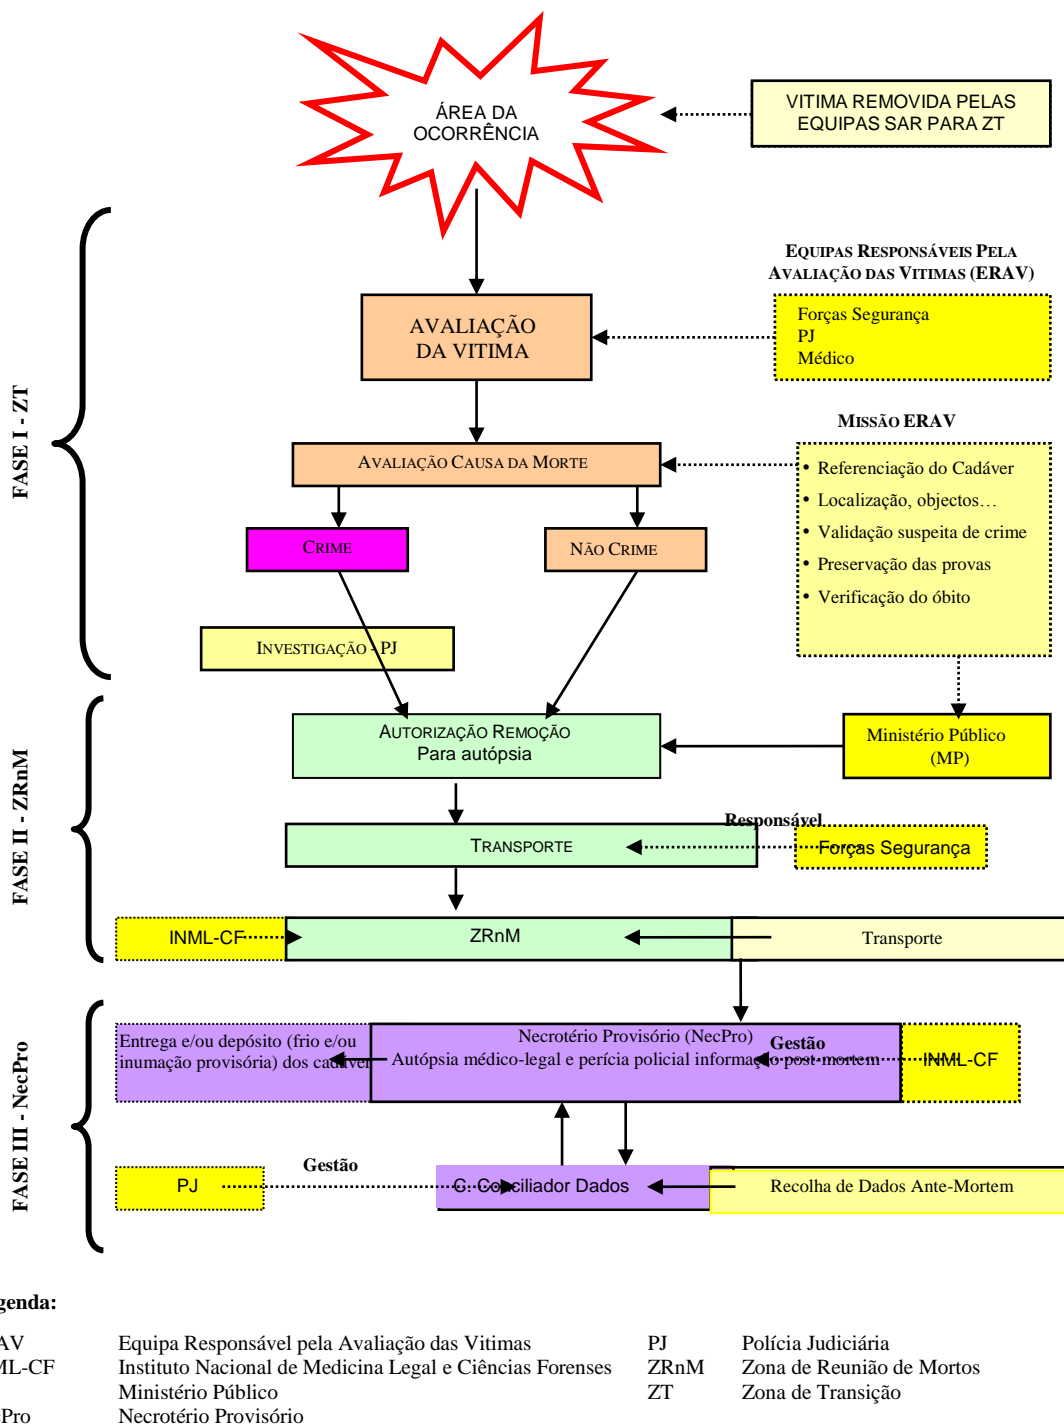 ÁREA DA
OCORRÊNCIA
VITIMA REMOVIDA PELAS
EQUIPAS SAR PARA ZT
EQUIPAS RESPONSÁVEIS PELA
AVALIAÇÃO DAS VITIMAS (ERAV)
AVALIAÇÃO
DA VITIMA
Forças Segurança
PJ
Médico
FASE I - ZT
MISSÃO ERAV
AVALIAÇÃO CAUSA DA MORTE
• Referenciação do Cadáver
• Localização, objectos…
• Validação suspeita de crime
• Preservação das provas
• Verificação do óbito
CRIME
NÃO CRIME
INVESTIGAÇÃO - PJ
FASE II - ZRnM
AUTORIZAÇÃO REMOÇÃO
Para autópsia
Ministério Público
(MP)
Responsável
TRANSPORTE
Forças Segurança
INML-CF
ZRnM
Transporte
FASE III - NecPro
Entrega e/ou depósito (frio e/ou
inumação provisória) dos cadáver
Necrotério Provisório (NecPro)
Gestão
Autópsia médico-legal e perícia policial informação post-mortem
INML-CF
PJ
Gestão
C. Conciliador Dados
Recolha de Dados Ante-Mortem
genda:
AV Equipa Responsável pela Avaliação das Vitimas PJ Polícia Judiciária
ML-CF Instituto Nacional de Medicina Legal e Ciências Forenses ZRnM Zona de Reunião de Mortos
Ministério Público ZT Zona de Transição
Pro Necrotério Provisório